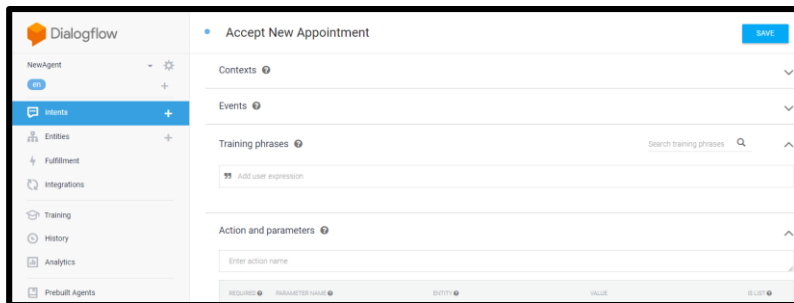 Dialogflow
Accept New Appointment
SAVE
NewAgent
en
Contexts
Intents
Events
Entities
Training phrases
Search training phrases
Fulfillment
Integrations
Add user expression
Training
History
Action and parameters
Analytics
Enter action name
Prebuilt Agents
REQUIRED PARAMETER NAME ENTITY VALUE IS LIST